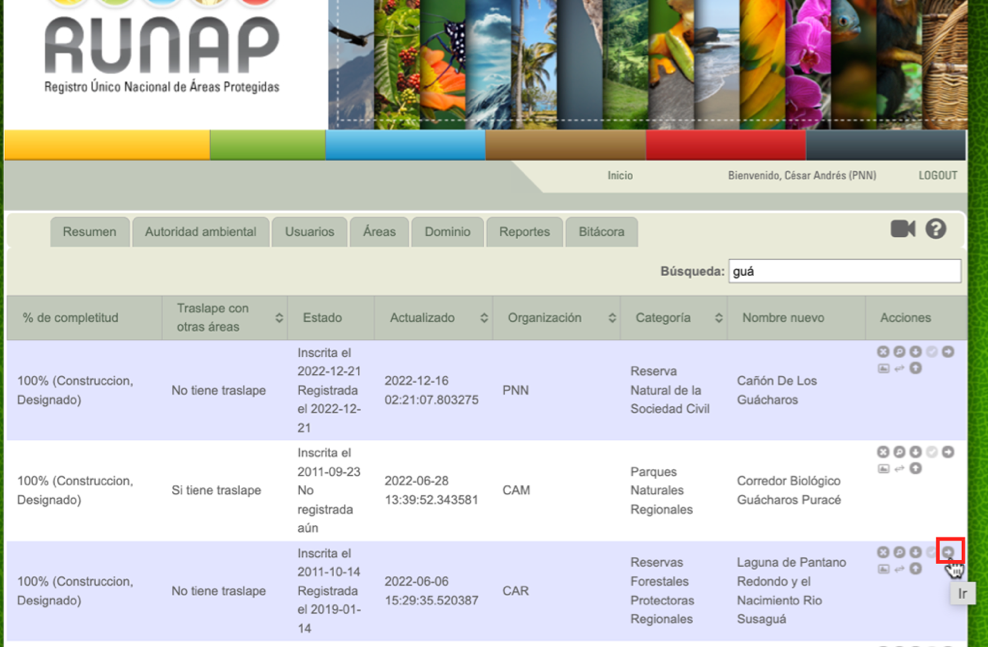 RUNAP
Registro Único Nacional de Áreas Protegidas
Inicio
Bienvenido, César Andrés (PNN)
LOGOUT
Resumen
Autoridad ambiental
Usuarios
Áreas
Dominio
Reportes
Bitácora
Búsqueda: guá
% de completitud
Traslape con
otras áreas
Estado
Actualizado
Organización
Categoría
Nombre nuevo
Acciones
100% (Construccion,
Designado)
No tiene traslape
Inscrita el
2022-12-21
Registrada
el 2022-12-
21
2022-12-16
02:21:07.803275
PNN
Reserva
Natural de la
Sociedad Civil
Cañón De Los
Guácharos
100% (Construccion,
Designado)
Si tiene traslape
Inscrita el
2011-09-23
No
registrada
aún
2022-06-28
13:39:52.343581
CAM
Parques
Naturales
Regionales
Corredor Biológico
Guácharos Puracé
100% (Construccion,
Designado)
No tiene traslape
Inscrita el
2011-10-14
Registrada
el 2019-01-
14
2022-06-06
15:29:35.520387
CAR
Reservas
Forestales
Protectoras
Regionales
Laguna de Pantano
Redondo y el
Nacimiento Rio
Susaguá
Ir